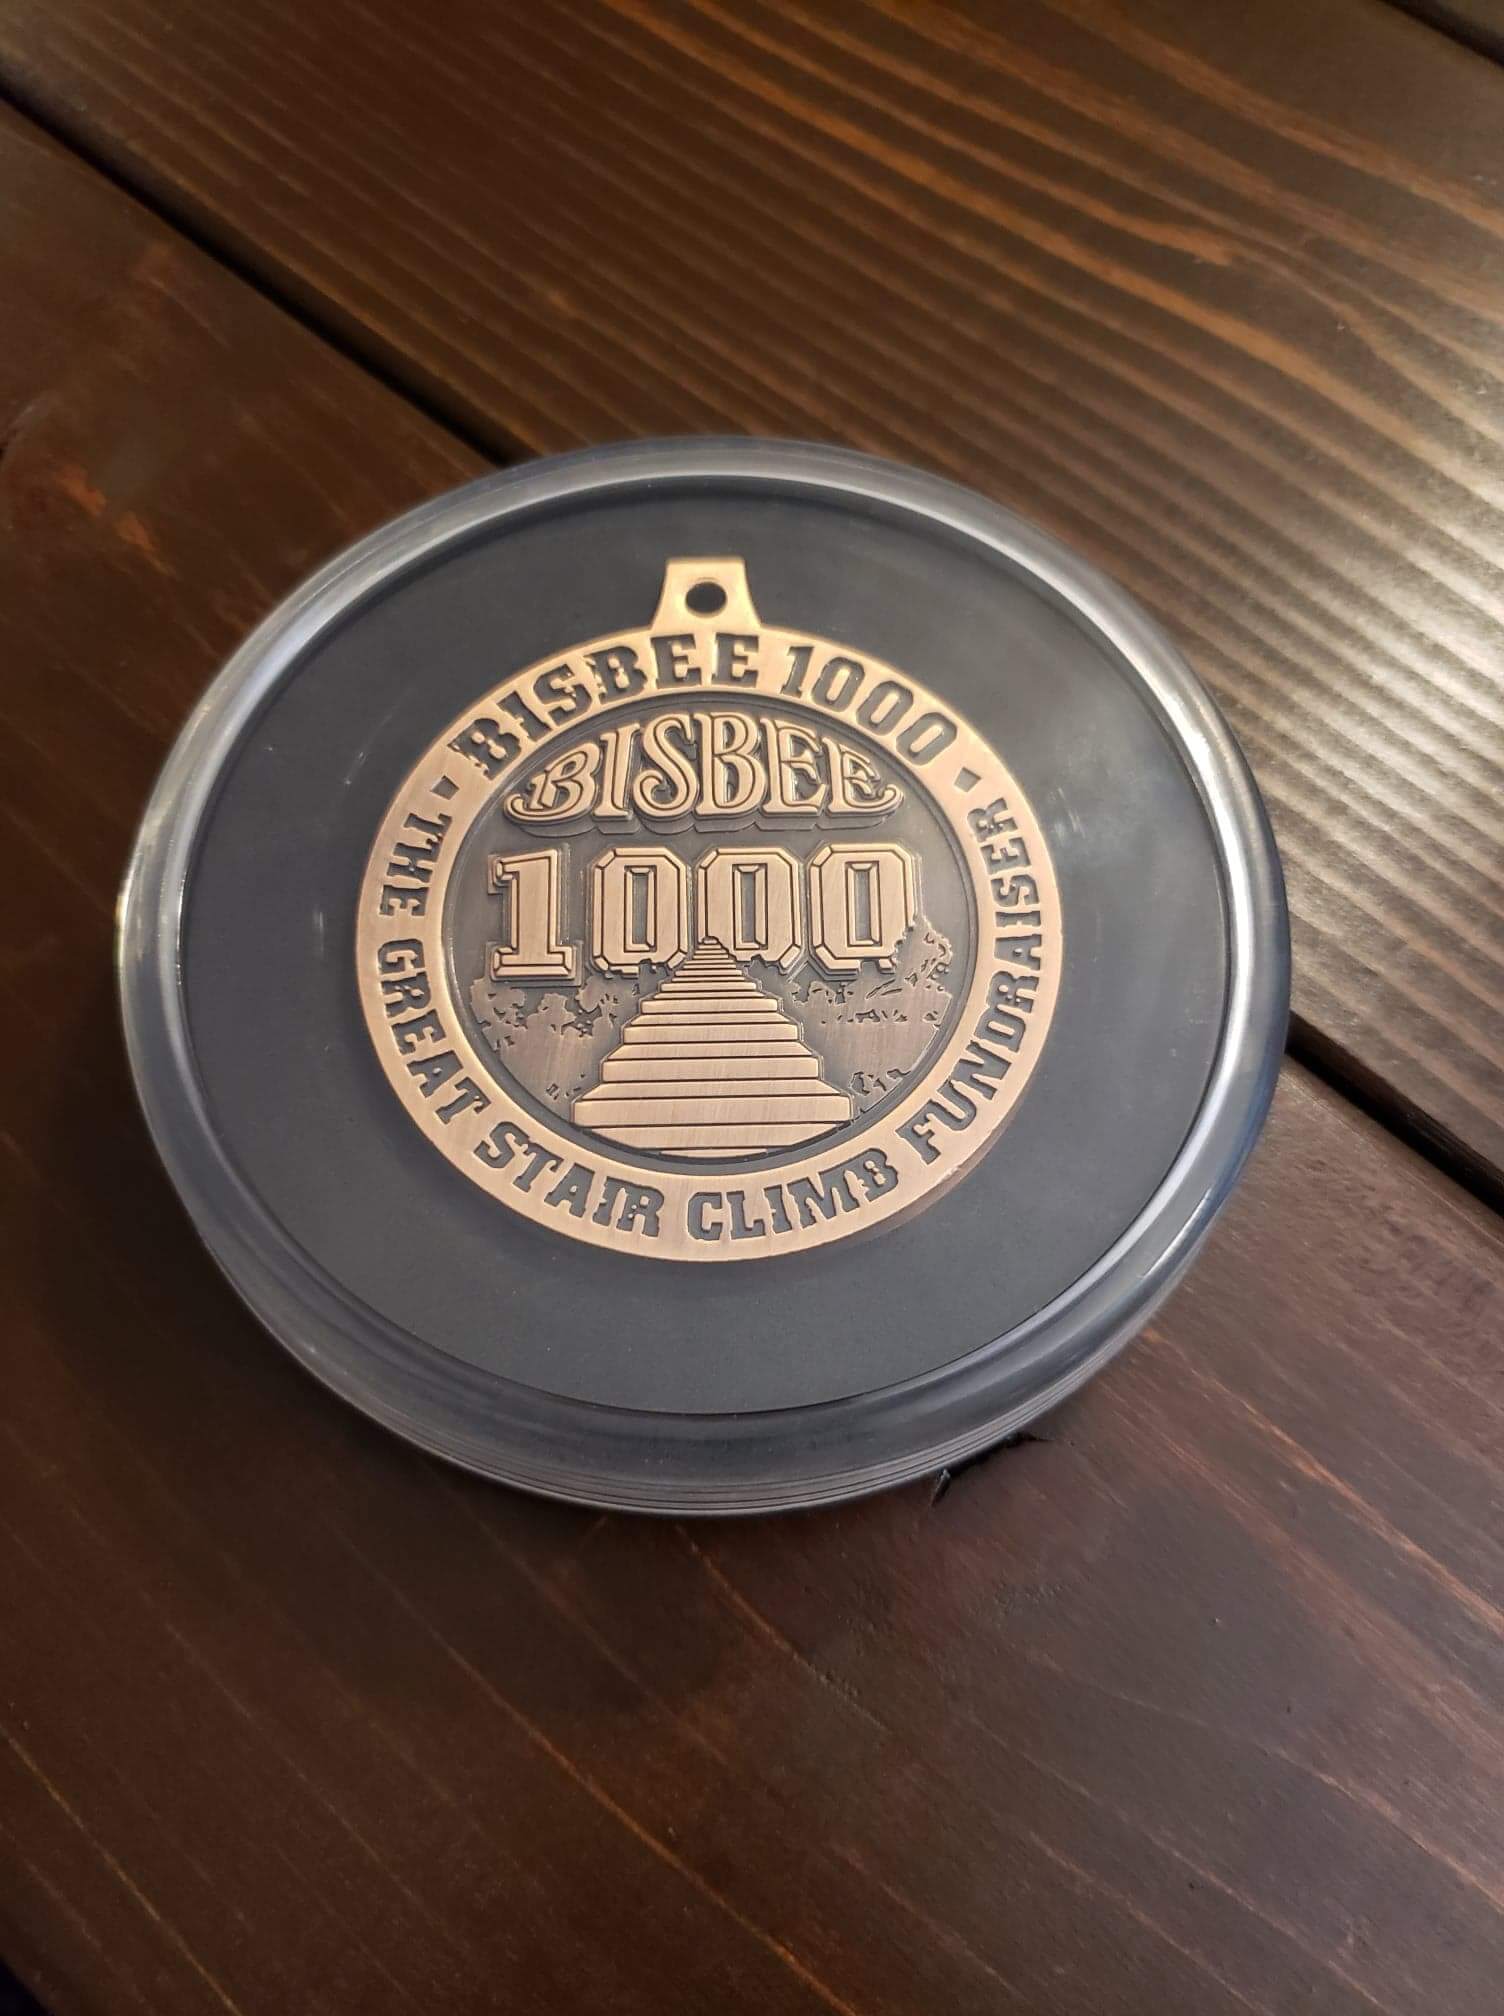 BISBEE 1000
BISBEE
1000
• THE GREAT STAIR CLIMB FUNDRAISER •